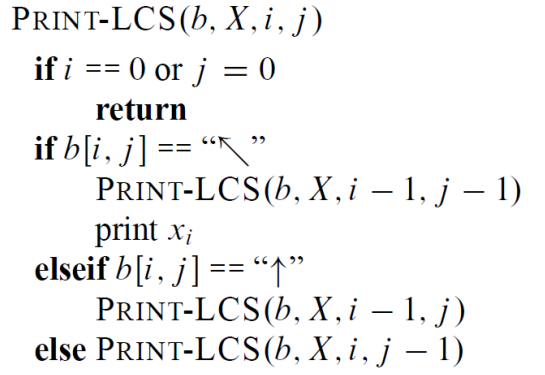 PRINT-LCS(b, X, i, j)
if i == 0 or j = 0
return
if b[i, j] == “↖”
PRINT-LCS(b, X, i − 1, j − 1)
print xᵢ
elseif b[i, j] == “↑”
PRINT-LCS(b, X, i − 1, j)
else PRINT-LCS(b, X, i, j − 1)